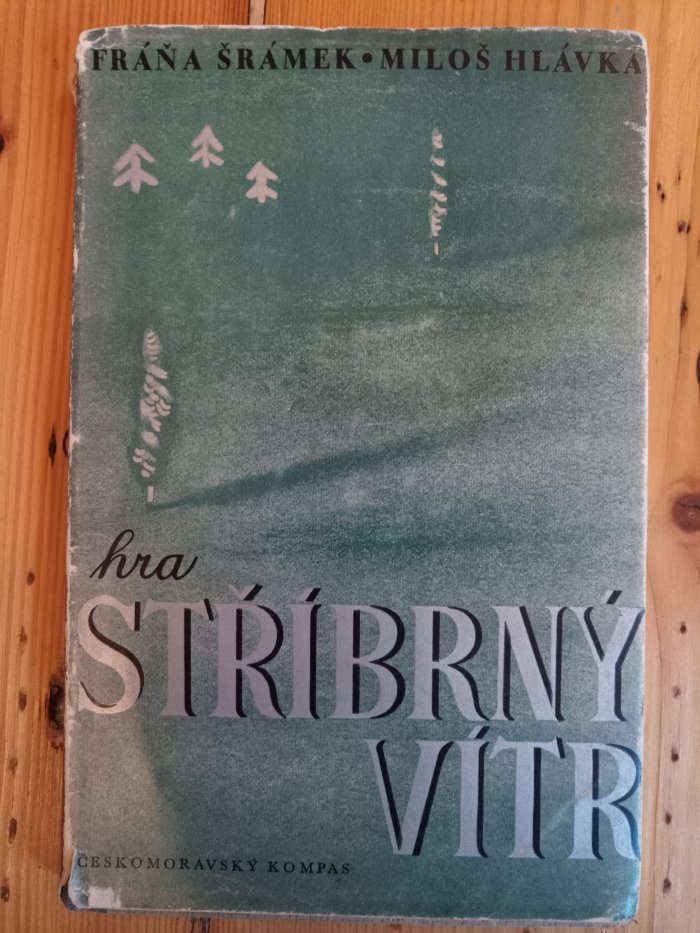 FRÁŇA ŠRÁMEK • MILOŠ HLÁVKA
hra
STŘÍBRNÝ
VÍTR
ČESKOMORAVSKÝ KOMPAS